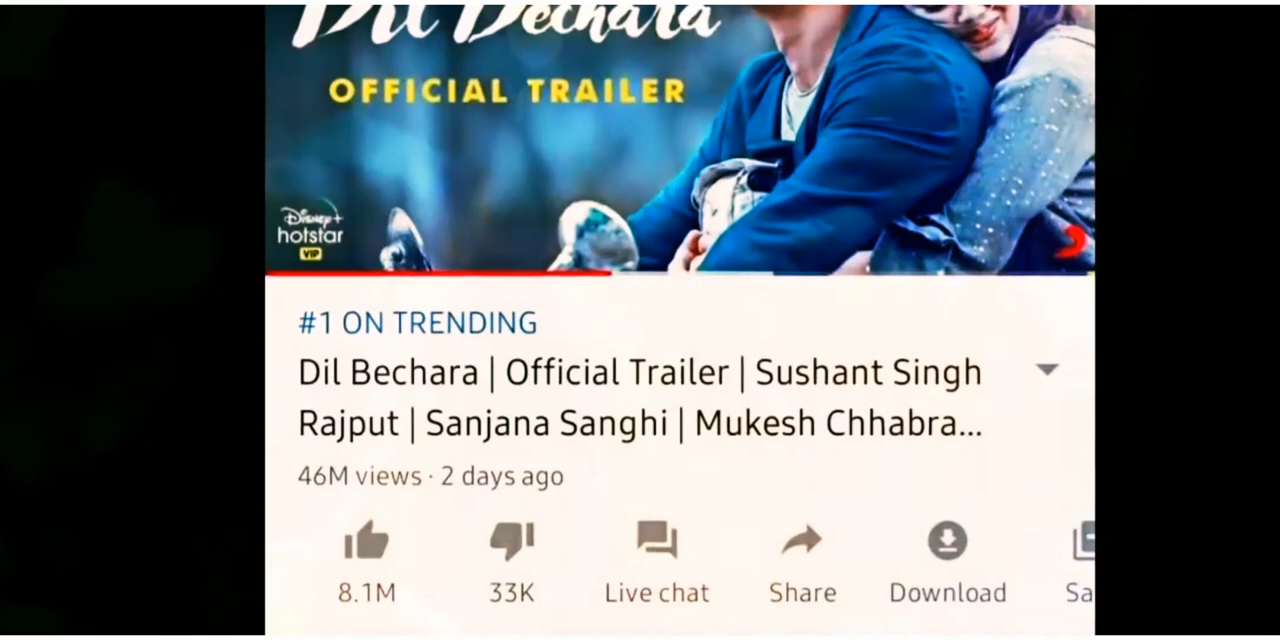 Dil Bechara
OFFICIAL TRAILER
Disney+
hotstar
VIP
#1 ON TRENDING
Dil Bechara | Official Trailer | Sushant Singh
Rajput | Sanjana Sanghi | Mukesh Chhabra...
46M views · 2 days ago
8.1M
33K
Live chat
Share
Download
Sa